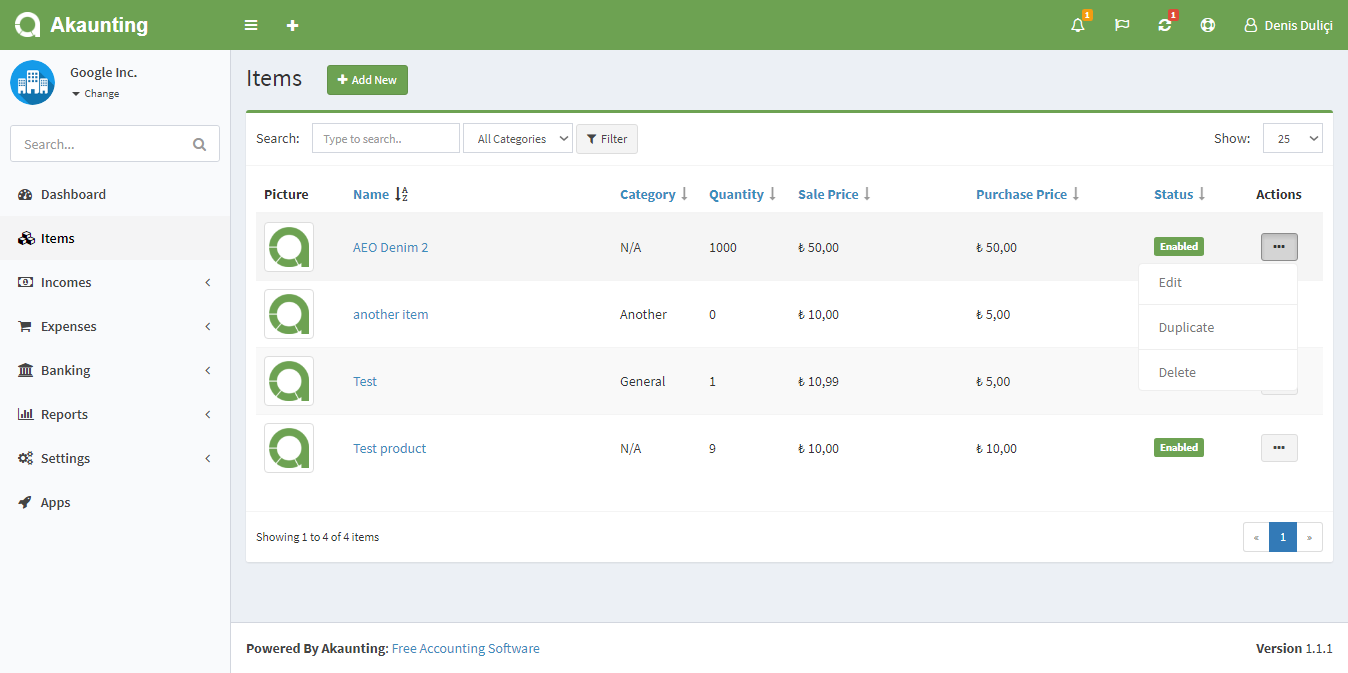 Akaunting
1
1
Denis Duliçi
Google Inc.
Change
Search...
Dashboard
Items
Incomes
Expenses
Banking
Reports
Settings
Apps
Items
Add New
Search:
Type to search..
All Categories
Filter
Show:
25
Picture
Name
Category
Quantity
Sale Price
Purchase Price
Status
Actions
AEO Denim 2
N/A
1000
₺ 50,00
₺ 50,00
Enabled
Edit
Duplicate
Delete
another item
Another
0
₺ 10,00
₺ 5,00
Test
General
1
₺ 10,99
₺ 5,00
Test product
N/A
9
₺ 10,00
₺ 10,00
Enabled
Showing 1 to 4 of 4 items
« 1 »
Powered By Akaunting: Free Accounting Software
Version 1.1.1